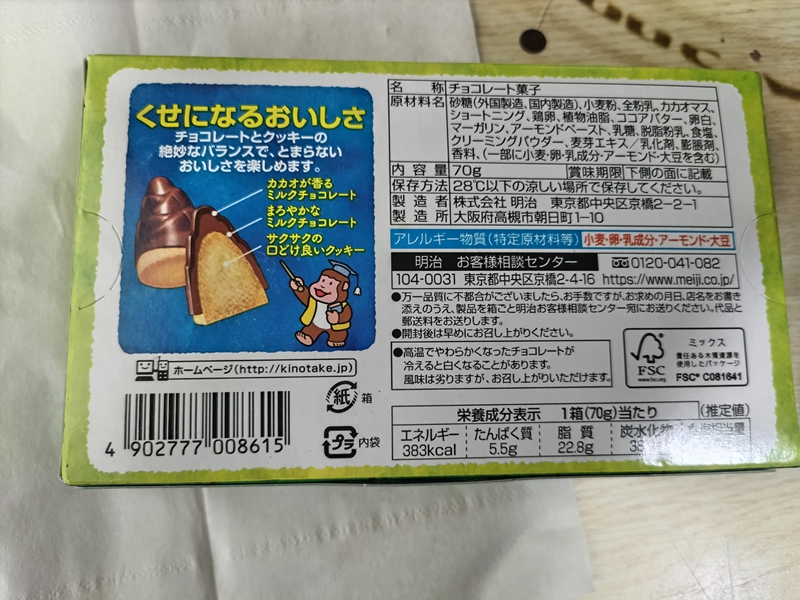 くせになるおいしさ
チョコレートとクッキーの
絶妙なバランスで、とまらない
おいしさを楽しめます。
カカオが香る
ミルクチョコレート
まろやかな
ミルクチョコレート
サクサクの
口どけ良いクッキー
ホームページ(http://kinotake.jp)
4 902777 008615
紙 箱
プラ 内袋
名 称 チョコレート菓子
原材料名 砂糖(外国製造、国内製造)、小麦粉、全粉乳、カカオマス、
ショートニング、鶏卵、植物油脂、ココアバター、卵白、
マーガリン、アーモンドペースト、乳糖、脱脂粉乳、食塩、
クリーミングパウダー、麦芽エキス/乳化剤、膨脹剤、
香料、(一部に小麦・卵・乳成分・アーモンド・大豆を含む)
内 容 量 70g 賞味期限 下側の面に記載
保存方法 28℃以下の涼しい場所で保存してください。
製 造 者 株式会社 明治 東京都中央区京橋2-2-1
製 造 所 大阪府高槻市朝日町1-10
アレルギー物質(特定原材料等) 小麦・卵・乳成分・アーモンド・大豆
明治 お客様相談センター 0120-041-082
104-0031 東京都中央区京橋2-4-16 https://www.meiji.co.jp/
●万一品質に不都合がございましたら、お手数ですが、お求めの月日、店名をお書き
添えのうえ、製品を箱ごと明治お客様相談センター宛にお送りください。代品と
郵送料をお送りします。
●開封後は早めにお召し上がりください。
●高温でやわらかくなったチョコレートが
冷えると白くなることがあります。
風味は劣りますが、お召し上がりいただけます。
FSC
www.fsc.org
ミックス
責任ある木質資源を
使用したパッケージ
FSC® C081641
栄養成分表示 1箱(70g)当たり (推定値)
エネルギー たんぱく質 脂 質 炭水化物
383kcal 5.5g 22.8g